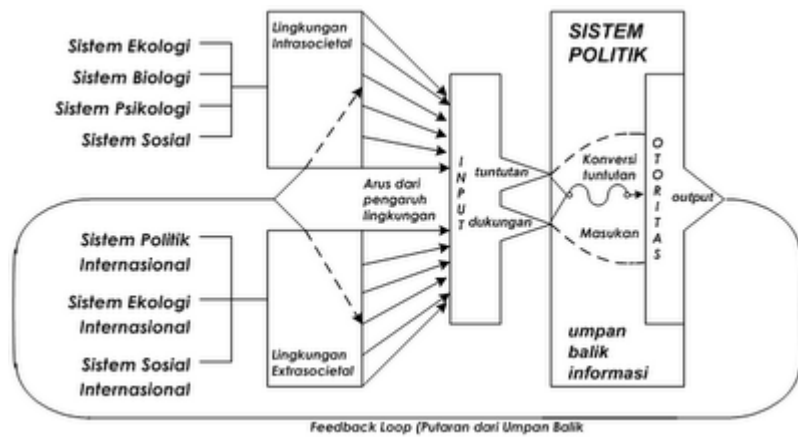 Sistem Ekologi
Sistem Biologi
Sistem Psikologi
Sistem Sosial
Lingkungan
Intrasocietal
Arus dari
pengaruh
lingkungan
Sistem Politik
Internasional
Sistem Ekologi
Internasional
Sistem Sosial
Internasional
Lingkungan
Extrasocietal
INPUT
tuntutan
dukungan
SISTEM
POLITIK
Konversi
tuntutan
Masukan
OTORITAS
output
umpan
balik
informasi
Feedback Loop (Putaran dari Umpan Balik